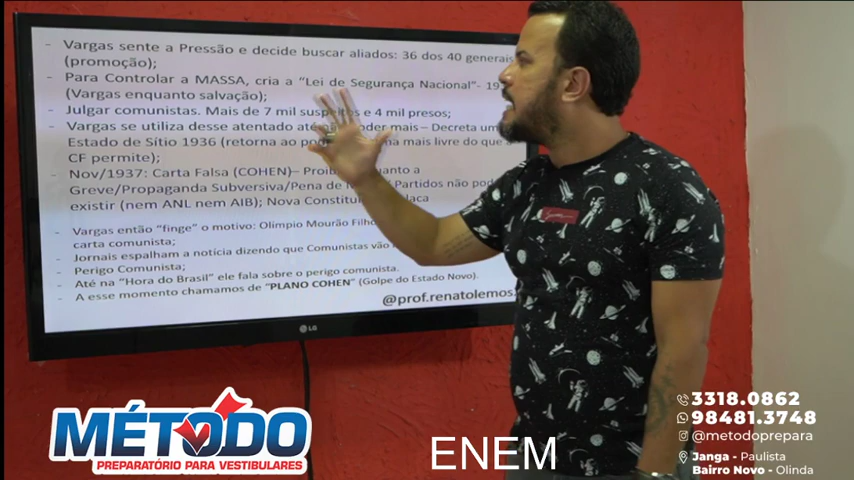 - Vargas sente a Pressão e decide buscar aliados: 36 dos 40 generais
(promoção);
- Para Controlar a MASSA, cria a "Lei de Segurança Nacional"-
(Vargas enquanto salvação);
- Julgar comunistas. Mais de 7 mil suspeitos e 4 mil presos;
- Vargas se utiliza desse atentado mais – Decreta
Estado de Sítio 1936 (retorna ao mais livre do que
CF permite);
- Nov/1937: Carta Falsa (COHEN)– a
Greve/Propaganda Subversiva/Pena de Partidos não
existir (nem ANL nem AIB); Nova
- Vargas então "finge" o motivo: Olímpio Mourão Filho
carta comunista;
- Jornais espalham a notícia dizendo que Comunistas vão
- Perigo Comunista;
- Até na "Hora do Brasil" ele fala sobre o perigo comunista.
- A esse momento chamamos de "PLANO COHEN" (Golpe do Estado Novo).
@prof.renatolemos
LG
MÉTODO
PREPARATÓRIO PARA VESTIBULARES
ENEM
3318.0862
98481.3748
@metodoprepara
Janga - Paulista
Bairro Novo - Olinda